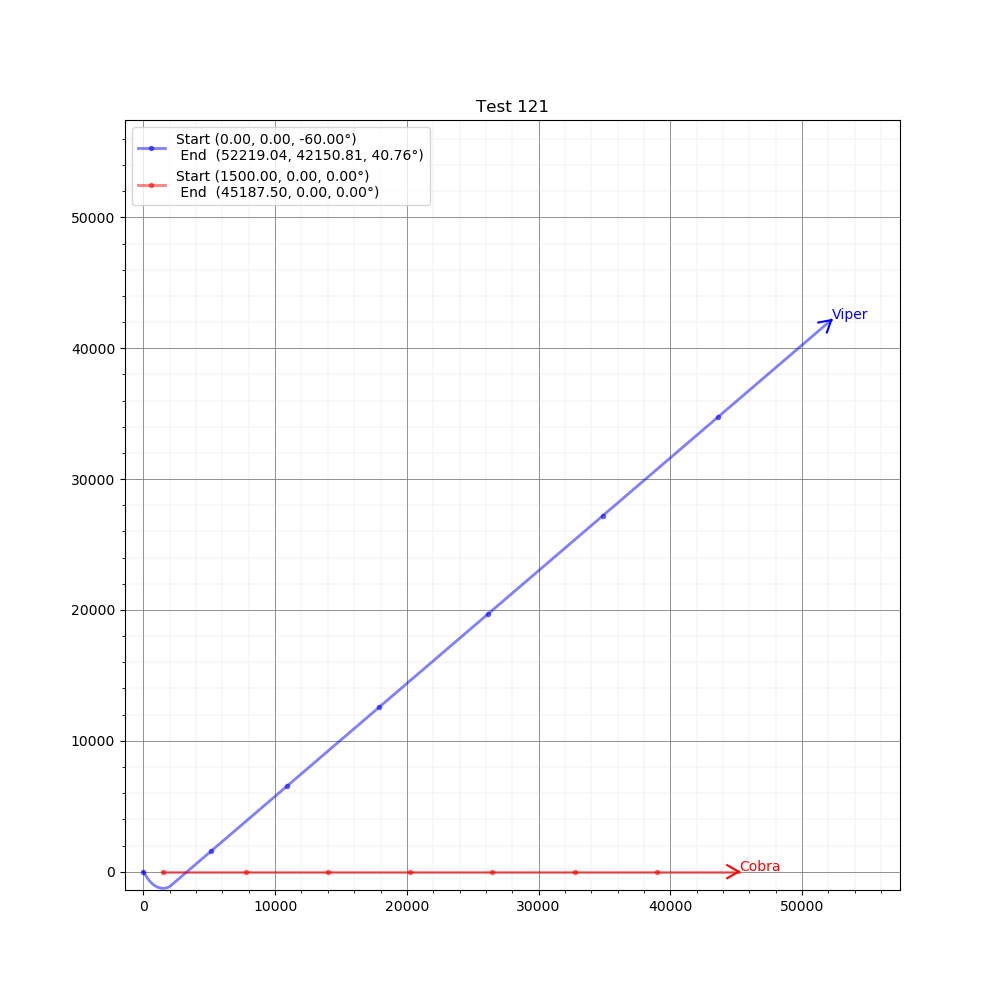 Test 121
Start (0.00, 0.00, -60.00°)
End (52219.04, 42150.81, 40.76°)
Start (1500.00, 0.00, 0.00°)
End (45187.50, 0.00, 0.00°)
50000
40000
30000
20000
10000
0
Viper
Cobra
0 10000 20000 30000 40000 50000